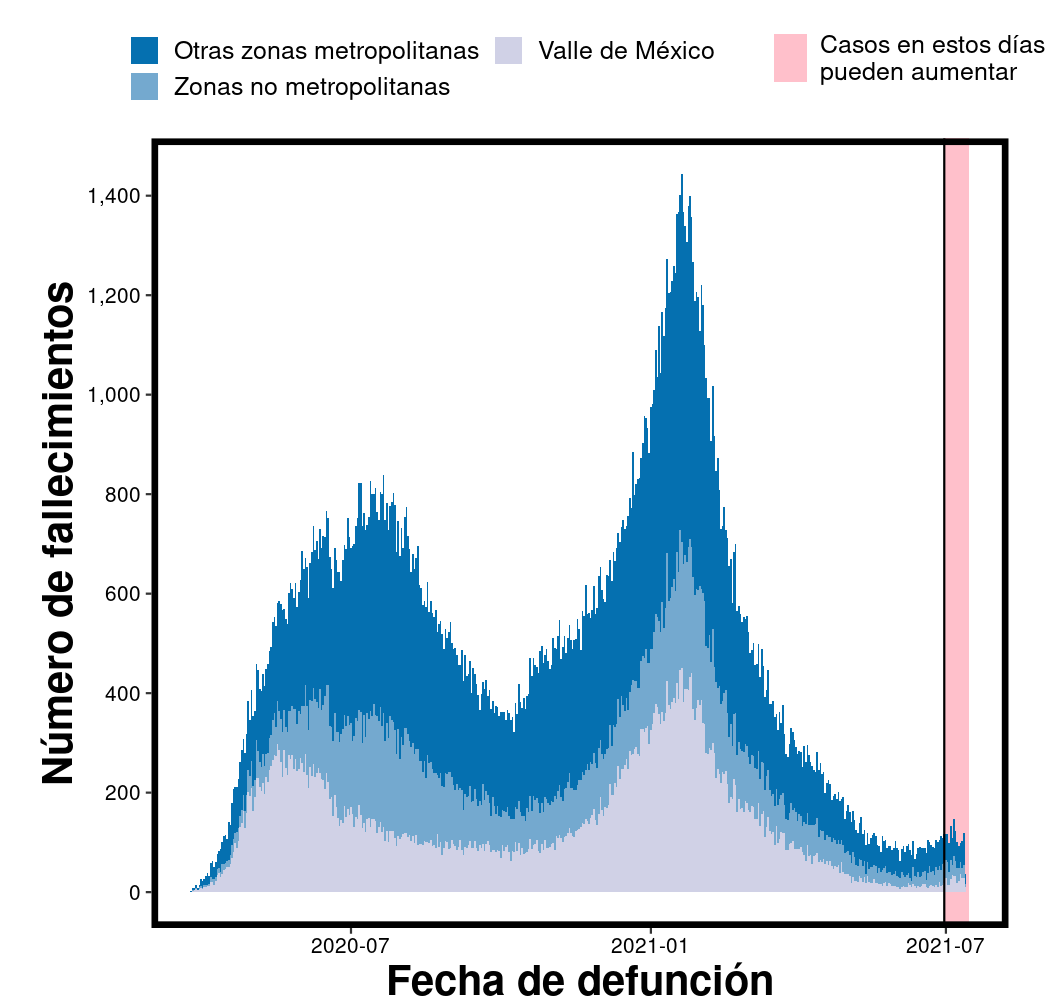 Otras zonas metropolitanas
Zonas no metropolitanas
Valle de México
Casos en estos días
pueden aumentar
Número de fallecimientos
1,400
1,200
1,000
800
600
400
200
0
2020-07
2021-01
2021-07
Fecha de defunción